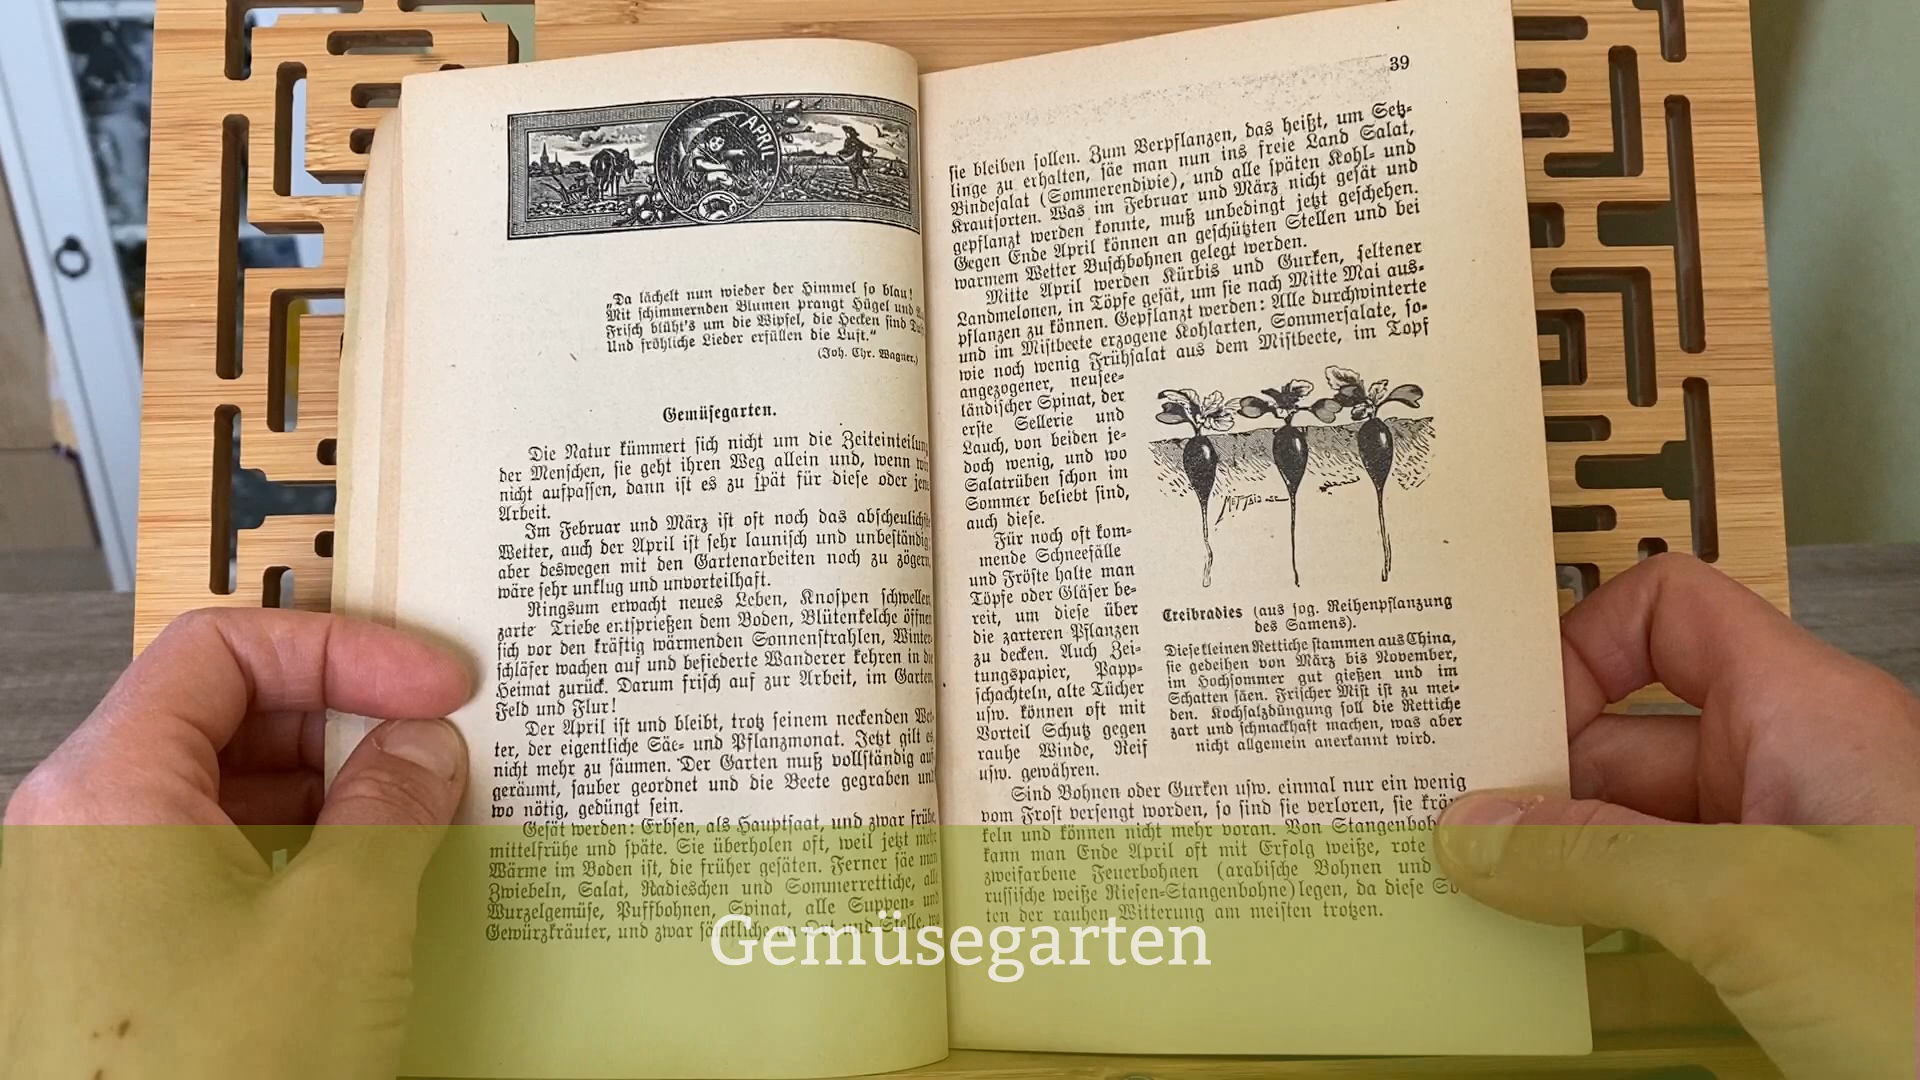 APRIL
„Da lächelt nun wieder der Himmel so blau!
Mit schimmernden Blumen prangt Hügel und
Frisch blüht's um die Wipfel, die Hecken sind
Und fröhliche Lieder erfüllen die Luft.“
(Joh. Chr. Wagner.)
Gemüsegarten.
Die Natur kümmert sich nicht um die Zeiteinteilung
der Menschen, sie geht ihren Weg allein und, wenn wir
nicht aufpassen, dann ist es zu spät für diese oder jene
Arbeit.
Im Februar und März ist oft noch das abscheulichste
Wetter, auch der April ist sehr launisch und unbeständig;
aber deswegen mit den Gartenarbeiten noch zu zögern,
wäre sehr unklug und unvorteilhaft.
Ringsum erwacht neues Leben, Knospen schwellen,
zarte Triebe entsprießen dem Boden, Blütenkelche öffnen
sich vor den kräftig wärmenden Sonnenstrahlen, Winter-
schläfer wachen auf und befiederte Wanderer kehren in die
Heimat zurück. Darum frisch auf zur Arbeit, im Garten,
Feld und Flur!
Der April ist und bleibt, trotz seinem neckenden Wet-
ter, der eigentliche Säe- und Pflanzmonat. Jetzt gilt es,
nicht mehr zu säumen. Der Garten muß vollständig auf-
geräumt, sauber geordnet und die Beete gegraben und
wo nötig, gedüngt sein.
Gesät werden: Erbsen, als Hauptsaat, und zwar frühe,
mittelfrühe und späte. Sie überholen oft, weil jetzt mehr
Wärme im Boden ist, die früher gesäten. Ferner säe man
Zwiebeln, Salat, Radieschen und Sommerrettiche, alle
Wurzelgemüse, Puffbohnen, Spinat, alle Suppen- und
Gewürzkräuter, und zwar sämtliche an Ort und Stelle, wo
39
sie bleiben sollen. Zum Verpflanzen, das heißt, um Setz-
linge zu erhalten, säe man nun ins freie Land Salat,
Bindesalat (Sommerendivie), und alle späten Kohl- und
Krautsorten. Was im Februar und März nicht gesät und
gepflanzt werden konnte, muß unbedingt jetzt geschehen.
Gegen Ende April können an geschützten Stellen und bei
warmem Wetter Buschbohnen gelegt werden.
Mitte April werden Kürbis und Gurken, seltener
Landmelonen, in Töpfe gesät, um sie nach Mitte Mai aus-
pflanzen zu können. Gepflanzt werden: Alle durchwinterte
und im Mistbeete erzogene Kohlarten, Sommersalate, so-
wie noch wenig Frühsalat aus dem Mistbeete, im Topf
angezogener, neusee-
ländischer Spinat, der
erste Sellerie und
Lauch, von beiden je-
doch wenig, und wo
Salatrüben schon im
Sommer beliebt sind,
auch diese.
Für noch oft kom-
mende Schneefälle
und Fröste halte man
Töpfe oder Gläser be-
reit, um diese über
die zarteren Pflanzen
zu decken. Auch Zei-
tungspapier, Papp-
schachteln, alte Tücher
usw. können oft mit
Vorteil Schutz gegen
rauhe Winde, Reif
usw. gewähren.
Treibradies (aus sog. Reihenpflanzung
des Samens).
Diese kleinen Rettiche stammen aus China,
sie gedeihen von März bis November,
im Hochsommer gut gießen und im
Schatten säen. Frischer Mist ist zu mei-
den. Kochsalzdüngung soll die Rettiche
zart und schmackhaft machen, was aber
nicht allgemein anerkannt wird.
Sind Bohnen oder Gurken usw. einmal nur ein wenig
vom Frost versengt worden, so sind sie verloren, sie krän-
keln und können nicht mehr voran. Von Stangenboh
kann man Ende April oft mit Erfolg weiße, rote
zweifarbene Feuerbohnen (arabische Bohnen und
russische weiße Riesen-Stangenbohne) legen, da diese So
ten der rauhen Witterung am meisten trotzen.
Gemüsegarten